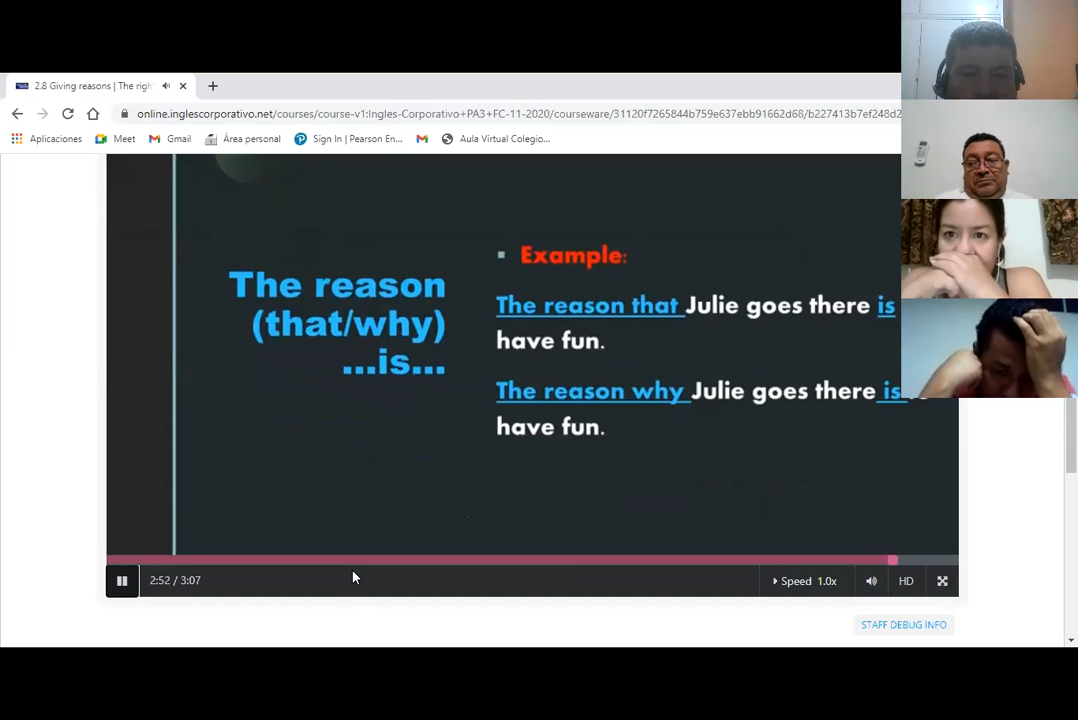 2.8 Giving reasons | The righ
online.inglescorporativo.net/courses/course-v1:Ingles-Corporativo+PA3+FC-11-2020/courseware/31120f7265844b759e637ebb91662d68/b227413b7ef248d2
Aplicaciones Meet Gmail Área personal Sign In | Pearson En... Aula Virtual Colegio...
The reason
(that/why)
...is...
Example:
The reason that Julie goes there is
have fun.
The reason why Julie goes there is
have fun.
2:52 / 3:07 Speed 1.0x HD
STAFF DEBUG INFO